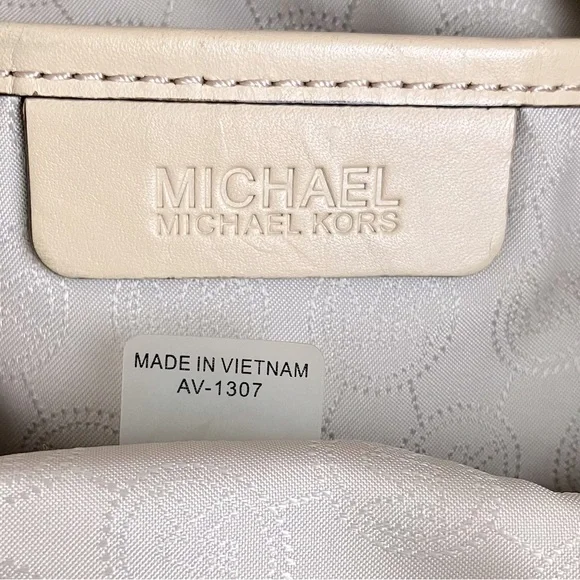 MICHAEL
MICHAEL KORS
MADE IN VIETNAM
AV-1307